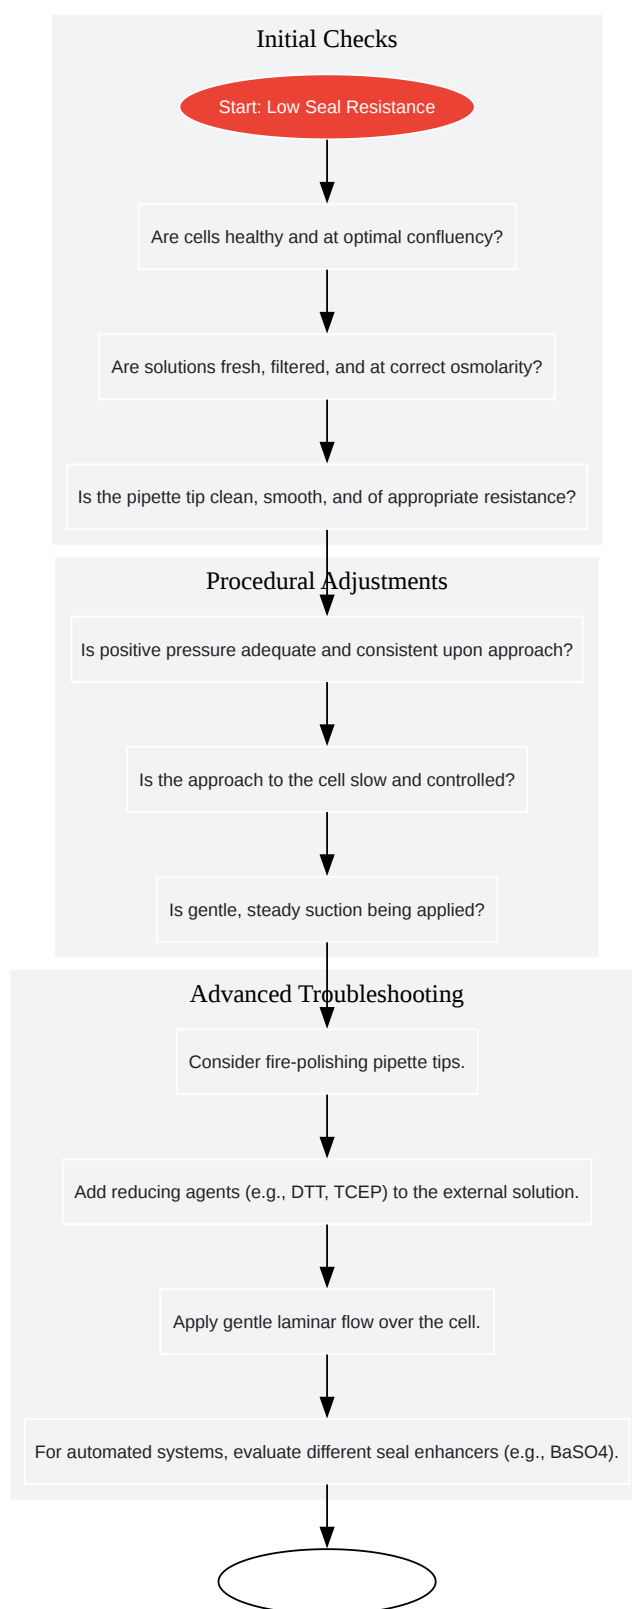 Initial Checks
Start: Low Seal Resistance
Are cells healthy and at optimal confluency?
Are solutions fresh, filtered, and at correct osmolarity?
Is the pipette tip clean, smooth, and of appropriate resistance?
Procedural Adjustments
Is positive pressure adequate and consistent upon approach?
Is the approach to the cell slow and controlled?
Is gentle, steady suction being applied?
Advanced Troubleshooting
Consider fire-polishing pipette tips.
Add reducing agents (e.g., DTT, TCEP) to the external solution.
Apply gentle laminar flow over the cell.
For automated systems, evaluate different seal enhancers (e.g., BaSO4).